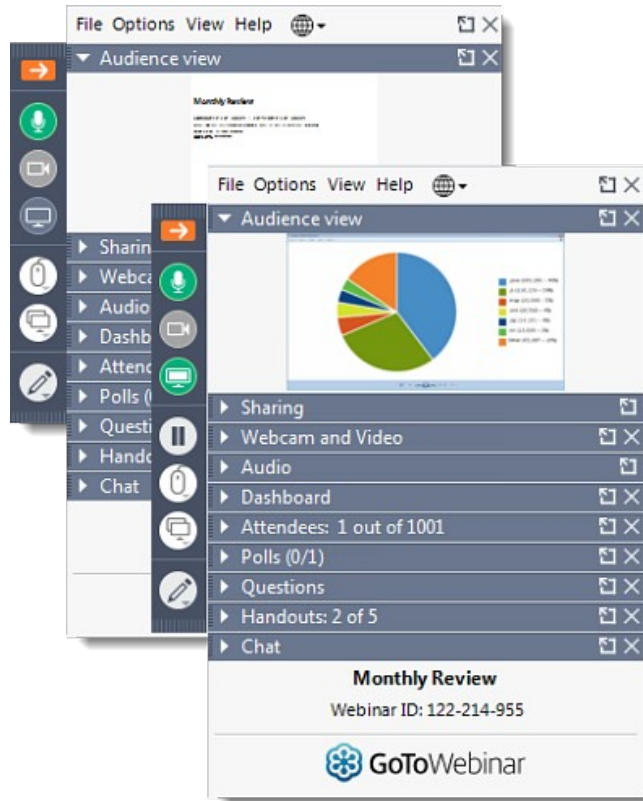 File Options View Help
Audience view
Monthly Review
Sharin
Webca
Audio
Dashb
Attend
Polls (
Questi
Hando
Chat
File Options View Help
Audience view
Sharing
Webcam and Video
Audio
Dashboard
Attendees: 1 out of 1001
Polls (0/1)
Questions
Handouts: 2 of 5
Chat
Monthly Review
Webinar ID: 122-214-955
GoToWebinar